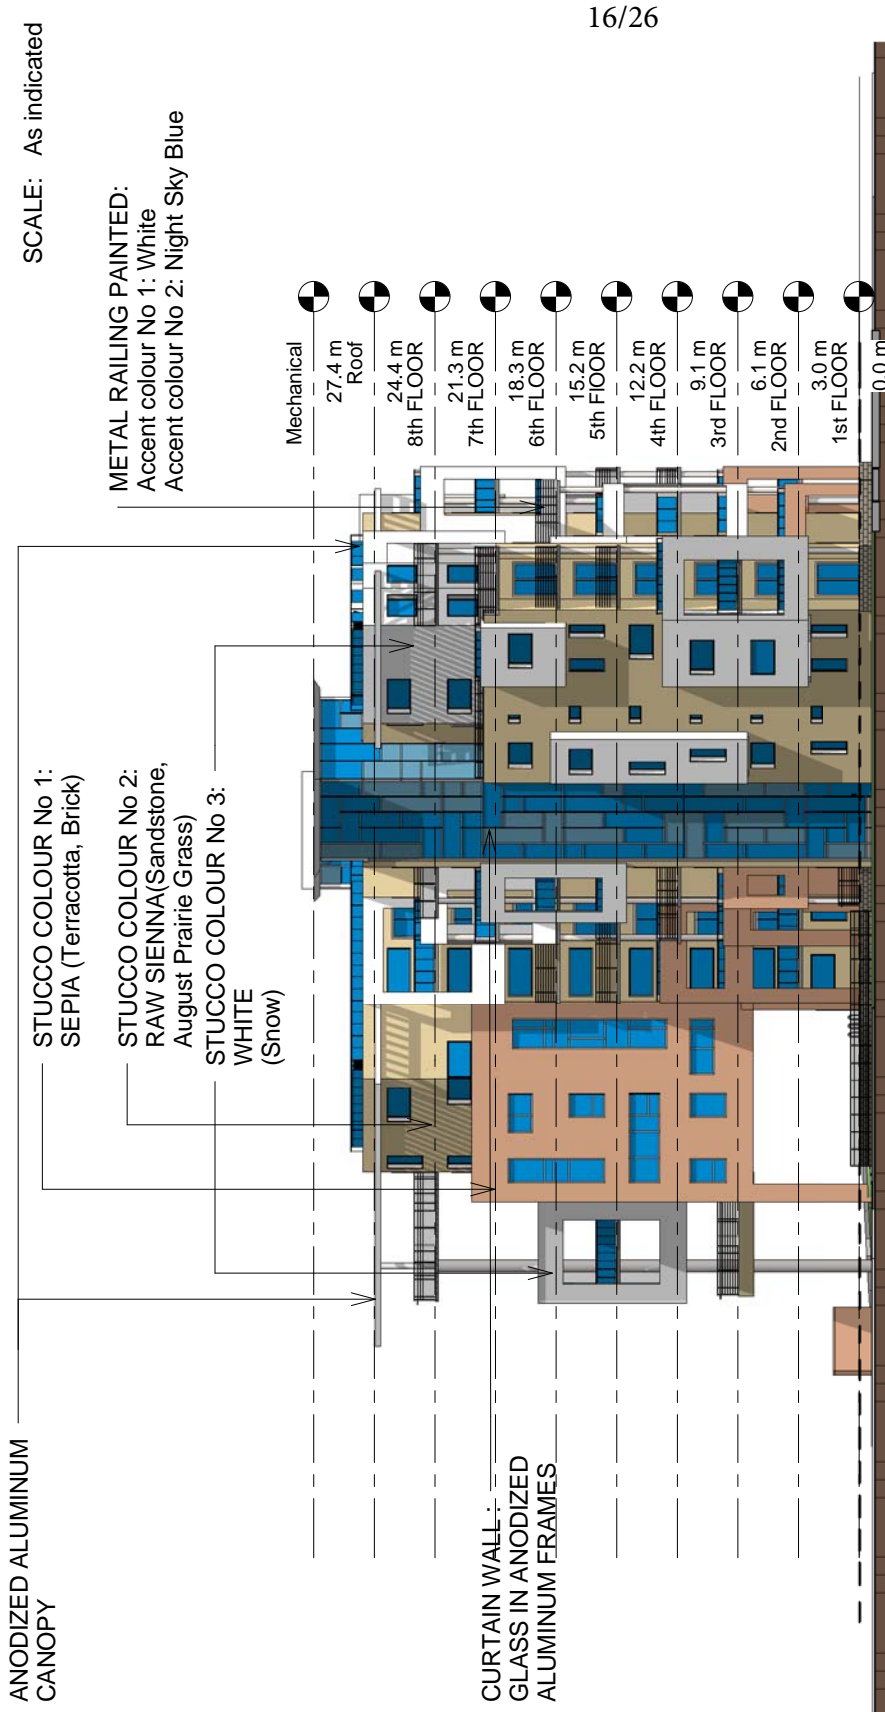 16/26
SCALE: As indicated
METAL RAILING PAINTED:
Accent colour No 1: White
Accent colour No 2: Night Sky Blue
ANODIZED ALUMINUM
CANOPY
STUCCO COLOUR No 1:
SEPIA (Terracotta, Brick)
STUCCO COLOUR No 2:
RAW SIENNA(Sandstone,
August Prairie Grass)
STUCCO COLOUR No 3:
WHITE
(Snow)
CURTAIN WALL :
GLASS IN ANODIZED
ALUMINUM FRAMES
Mechanical
27.4 m
Roof
24.4 m
8th FLOOR
21.3 m
7th FLOOR
18.3 m
6th FLOOR
15.2 m
5th FlOOR
12.2 m
4th FLOOR
9.1 m
3rd FLOOR
6.1 m
2nd FLOOR
3.0 m
1st FLOOR
0.0 m